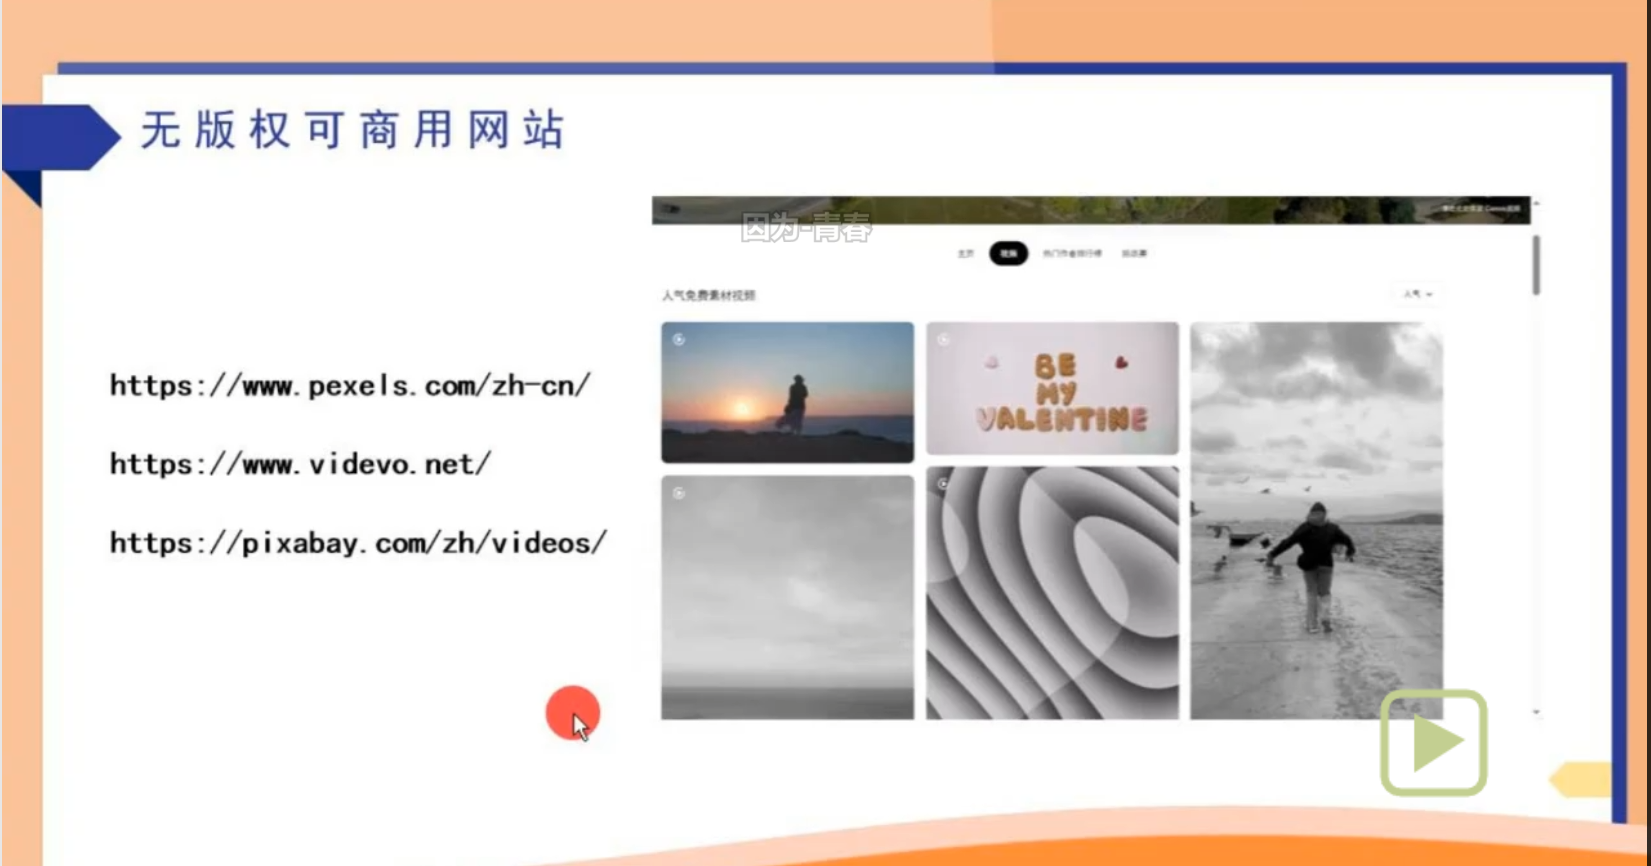 无版权可商用网站
因为-青春
主页 视频 热门作者排行榜 挑战赛
人气免费素材视频
人气
BE
MY
VALENTINE
https://www.pexels.com/zh-cn/
https://www.videvo.net/
https://pixabay.com/zh/videos/